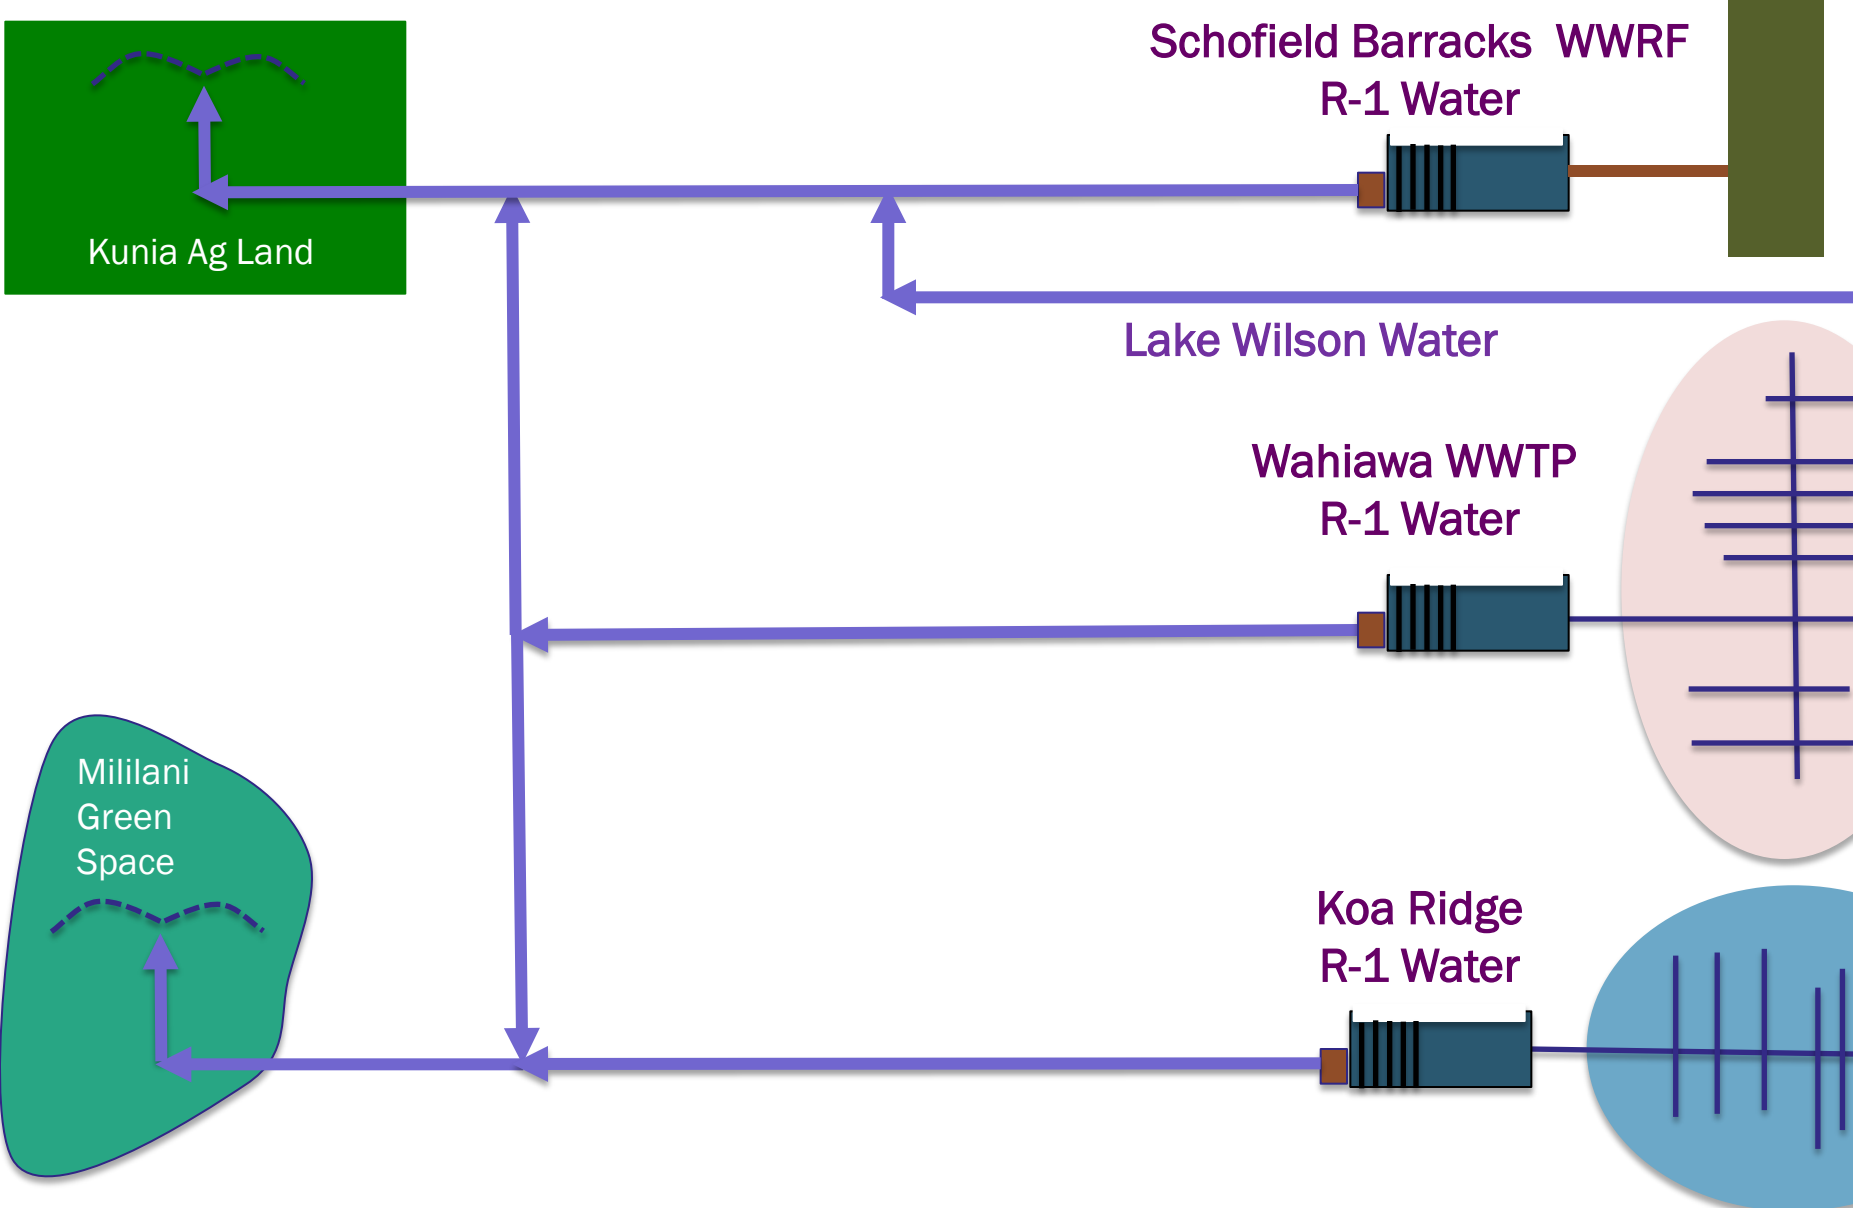 Schofield Barracks WWRF
R-1 Water
Kunia Ag Land
Lake Wilson Water
Wahiawa WWTP
R-1 Water
Mililani
Green
Space
Koa Ridge
R-1 Water